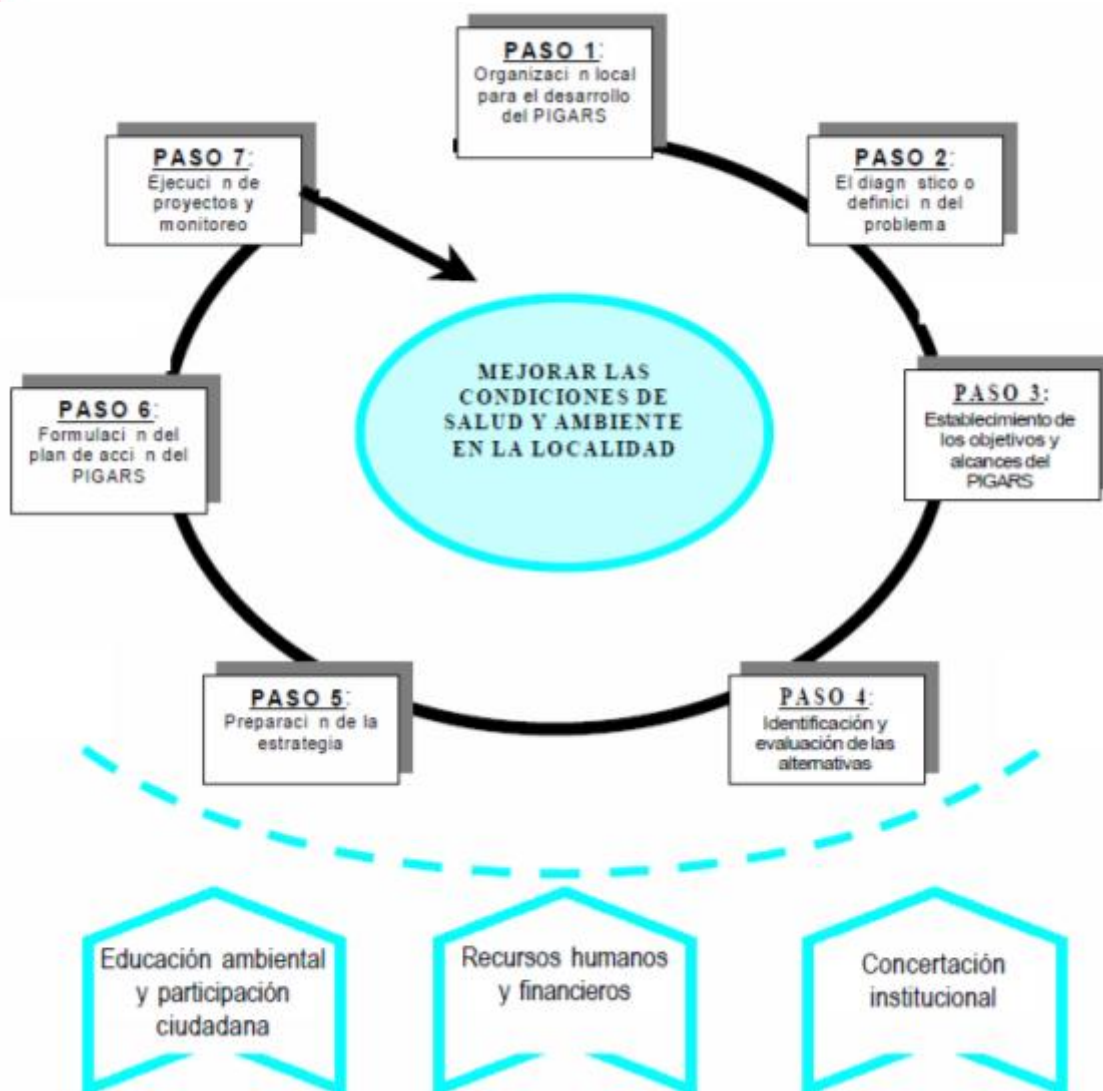 PASO 1:
Organizaci n local
para el desarrollo
del PIGARS
PASO 2:
El diagn stico o
definici n del
problema
PASO 3:
Establecimiento de
los objetivos y
alcances del
PIGARS
PASO 4:
Identificación y
evaluación de las
alternativas
PASO 5:
Preparaci n de la
estrategia
PASO 6:
Formulaci n del
plan de acci n del
PIGARS
PASO 7:
Ejecuci n de
proyectos y
monitoreo
MEJORAR LAS
CONDICIONES DE
SALUD Y AMBIENTE
EN LA LOCALIDAD
Educación ambiental
y participación
ciudadana
Recursos humanos
y financieros
Concertación
institucional